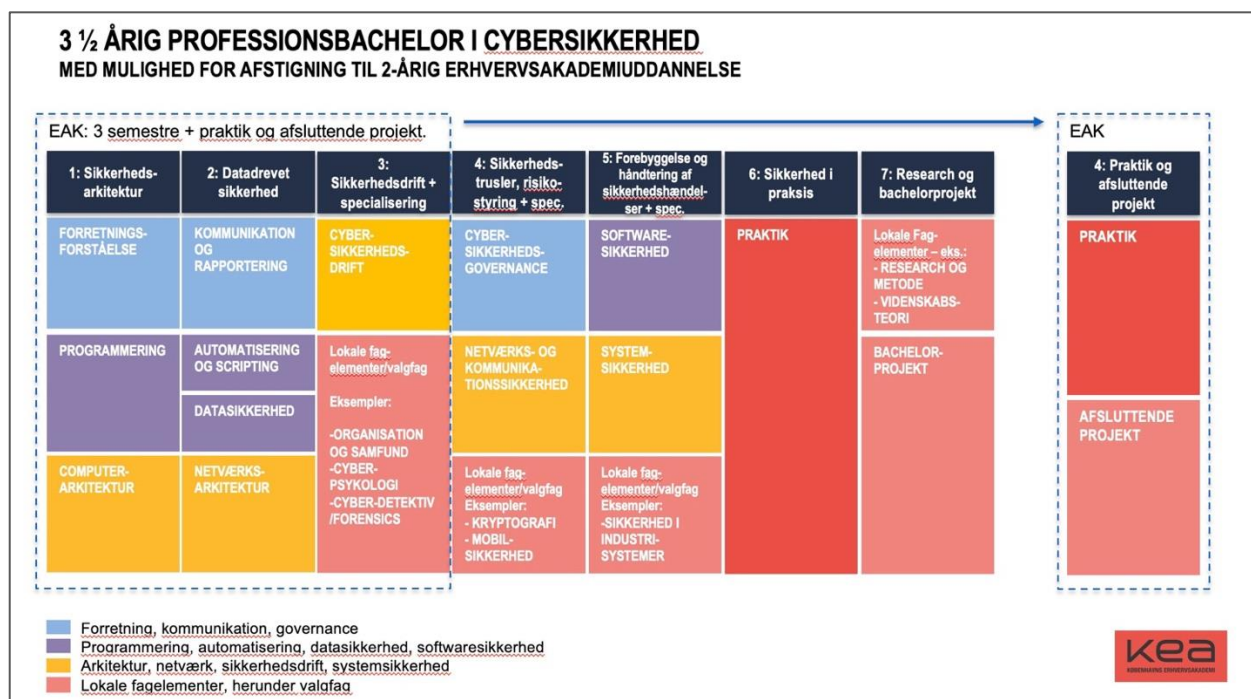 3 ½ ÅRIG PROFESSIONSBACHELOR I CYBERSIKKERHED
MED MULIGHED FOR AFSTIGNING TIL 2-ÅRIG ERHVERVSAKADEMIUDDANNELSE
EAK: 3 semestre + praktik og afsluttende projekt.
1: Sikkerheds-
arkitektur
FORRETNINGS-
FORSTÅELSE
PROGRAMMERING
COMPUTER-
ARKITEKTUR
2: Datadrevet
sikkerhed
KOMMUNIKATION
OG
RAPPORTERING
AUTOMATISERING
OG SCRIPTING
DATASIKKERHED
NETVÆRKS-
ARKITEKTUR
3:
Sikkerhedsdrift +
specialisering
CYBER-
SIKKERHEDS-
DRIFT
Lokale fag-
elementer/valgfag
Eksempler:
-ORGANISATION
OG SAMFUND
-CYBER-
PSYKOLOGI
-CYBER-DETEKTIV
/FORENSICS
4: Sikkerheds-
trusler, risiko-
styring + spec.
CYBER-
SIKKERHEDS-
GOVERNANCE
NETVÆRKS- OG
KOMMUNIKA-
TIONSSIKKERHED
Lokale fag-
elementer/valgfag
Eksempler:
- KRYPTOGRAFI
- MOBIL-
SIKKERHED
5: Forebyggelse og
håndtering af
sikkerhedshændel-
ser + spec.
SOFTWARE-
SIKKERHED
SYSTEM-
SIKKERHED
Lokale fag-
elementer/valgfag
Eksempler:
-SIKKERHED I
INDUSTRI-
SYSTEMER
6: Sikkerhed i
praksis
PRAKTIK
7: Research og
bachelorprojekt
Lokale Fag-
elementer – eks.:
- RESEARCH OG
METODE
- VIDENSKABS-
TEORI
BACHELOR-
PROJEKT
EAK
4: Praktik og
afsluttende
projekt
PRAKTIK
AFSLUTTENDE
PROJEKT
Forretning, kommunikation, governance
Programmering, automatisering, datasikkerhed, softwaresikkerhed
Arkitektur, netværk, sikkerhedsdrift, systemsikkerhed
Lokale fagelementer, herunder valgfag
kea
KØBENHAVNS ERHVERVSAKADEMI